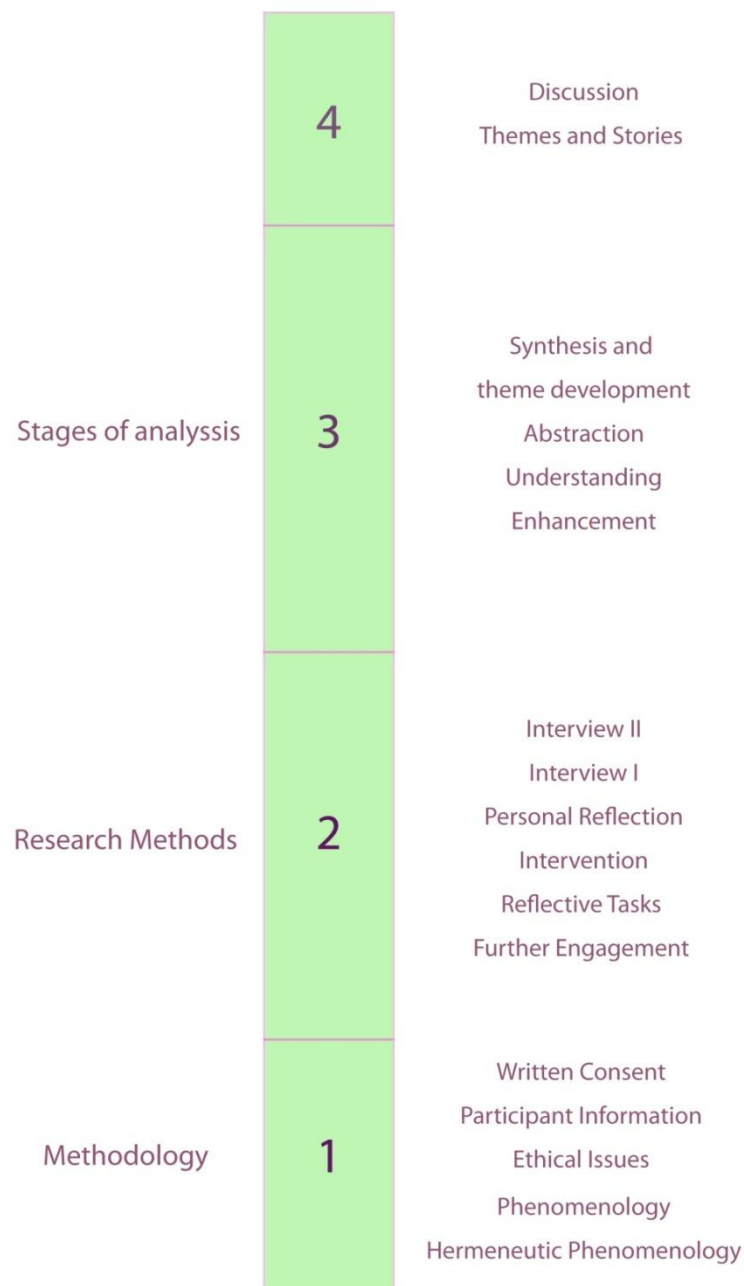 4
Discussion
Themes and Stories
Stages of analyssis
3
Synthesis and
theme development
Abstraction
Understanding
Enhancement
Research Methods
2
Interview II
Interview I
Personal Reflection
Intervention
Reflective Tasks
Further Engagement
Methodology
1
Written Consent
Participant Information
Ethical Issues
Phenomenology
Hermeneutic Phenomenology